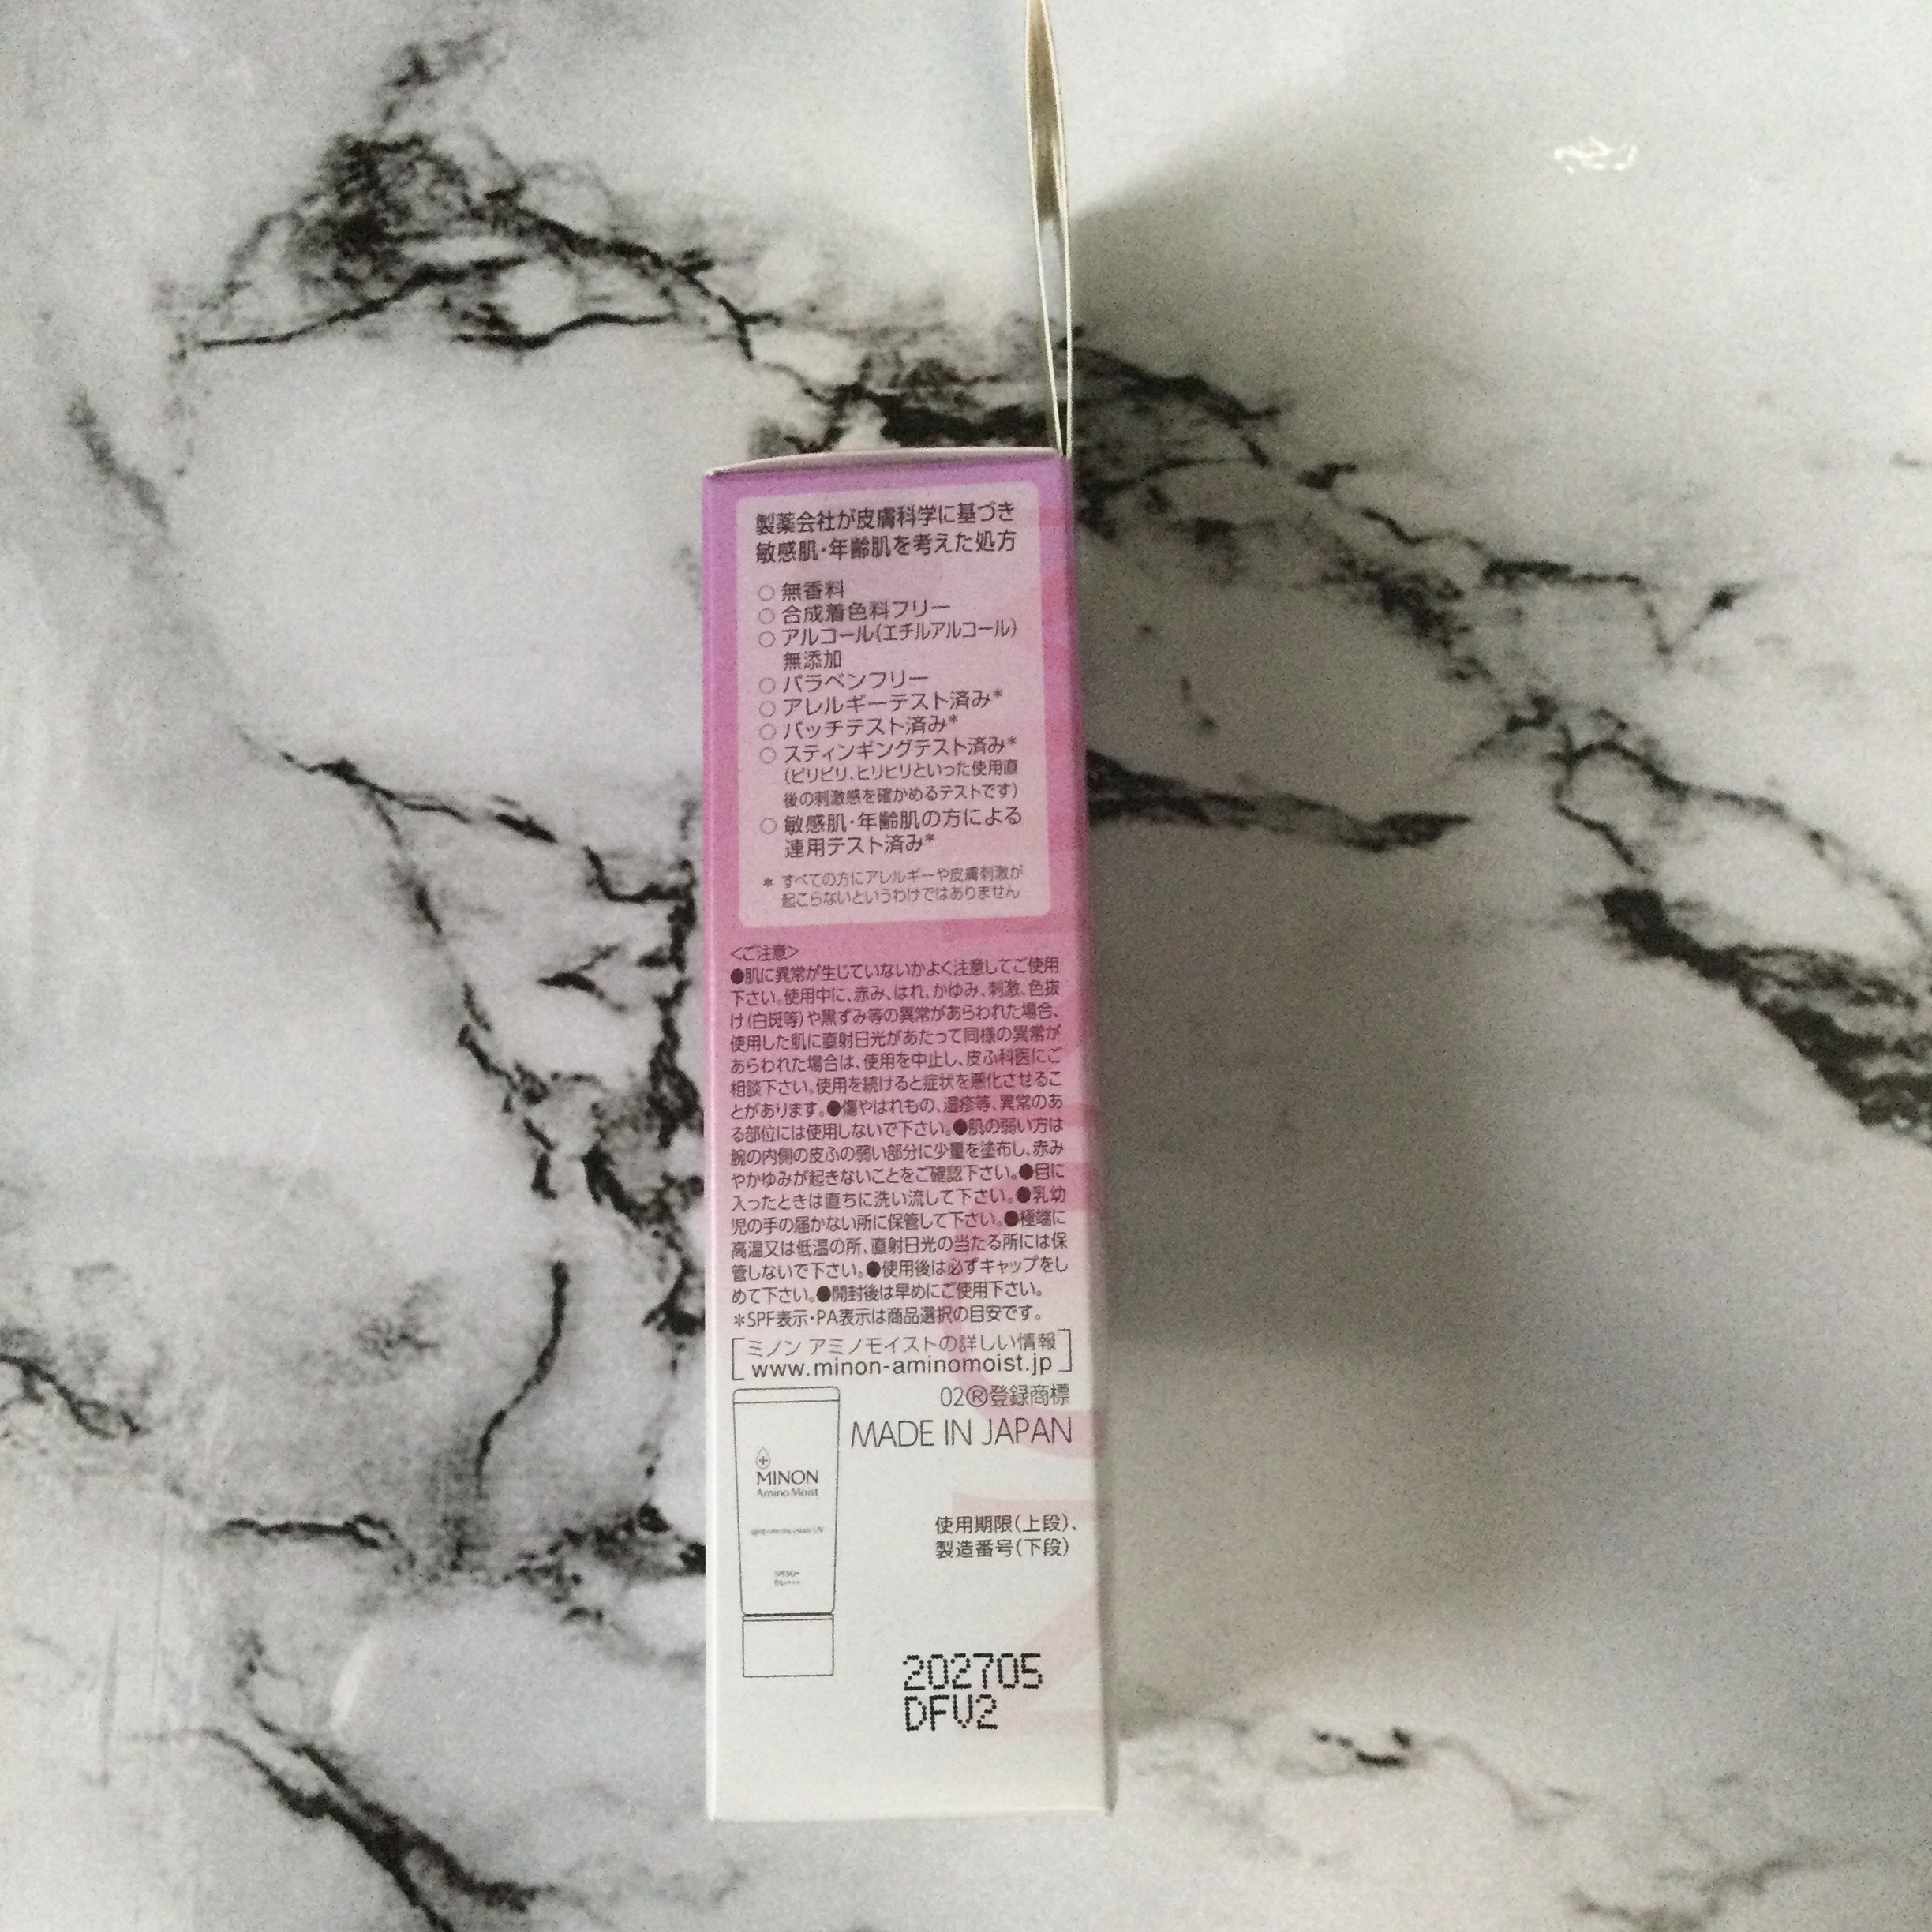 製薬会社が皮膚科学に基づき
敏感肌・年齢肌を考えた処方
○ 無香料
○ 合成着色料フリー
○ アルコール(エチルアルコール)
無添加
○ パラベンフリー
○ アレルギーテスト済み*
○ パッチテスト済み*
○ スティンギングテスト済み*
(ピリピリ、ヒリヒリといった使用直
後の刺激感を確かめるテストです)
○ 敏感肌・年齢肌の方による
連用テスト済み*
* すべての方にアレルギーや皮膚刺激が
起こらないというわけではありません
<ご注意>
●肌に異常が生じていないかよく注意してご使用
下さい。使用中に、赤み、はれ、かゆみ、刺激、色抜
け(白斑等)や黒ずみ等の異常があらわれた場合、
使用した肌に直射日光があたって同様の異常が
あらわれた場合は、使用を中止し、皮ふ科医にご
相談下さい。使用を続けると症状を悪化させるこ
とがあります。●傷やはれもの、湿疹等、異常のあ
る部位には使用しないで下さい。●肌の弱い方は
腕の内側の皮ふの弱い部分に少量を塗布し、赤み
やかゆみが起きないことをご確認下さい。●目に
入ったときは直ちに洗い流して下さい。●乳幼
児の手の届かない所に保管して下さい。●極端に
高温又は低温の所、直射日光の当たる所には保
管しないで下さい。●使用後は必ずキャップをし
めて下さい。●開封後は早めにご使用下さい。
*SPF表示・PA表示は商品選択の目安です。
ミノン アミノモイストの詳しい情報
www.minon-aminomoist.jp
02®登録商標
MADE IN JAPAN
MINON
Amino Moist
aging care day cream UV
SPF50+
PA++++
使用期限(上段)、
製造番号(下段)
202705
DFV2